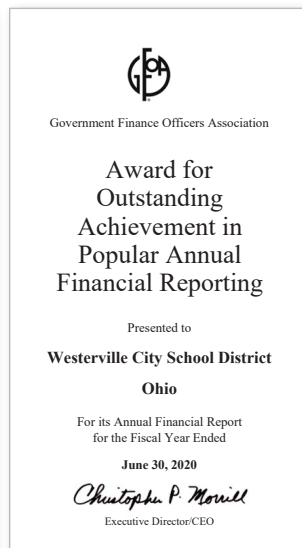 GFOA
Government Finance Officers Association
Award for
Outstanding
Achievement in
Popular Annual
Financial Reporting
Presented to
Westerville City School District
Ohio
For its Annual Financial Report
for the Fiscal Year Ended
June 30, 2020
Christopher P. Morrill
Executive Director/CEO